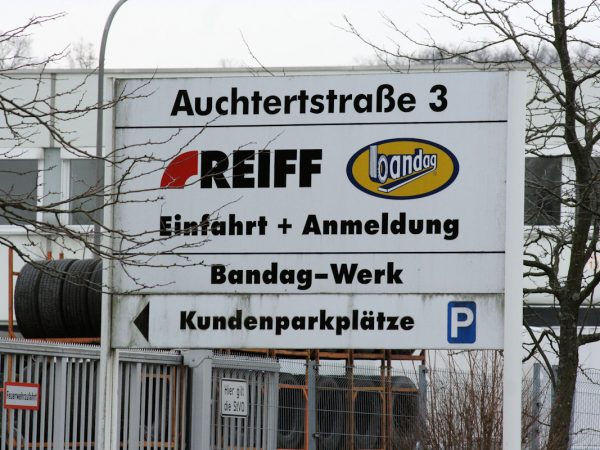 Auchtertstraße 3
REIFF
bandag
Einfahrt + Anmeldung
Bandag-Werk
Kundenparkplätze
P
Feuerwehrzufahrt
Hier gilt
die StVO